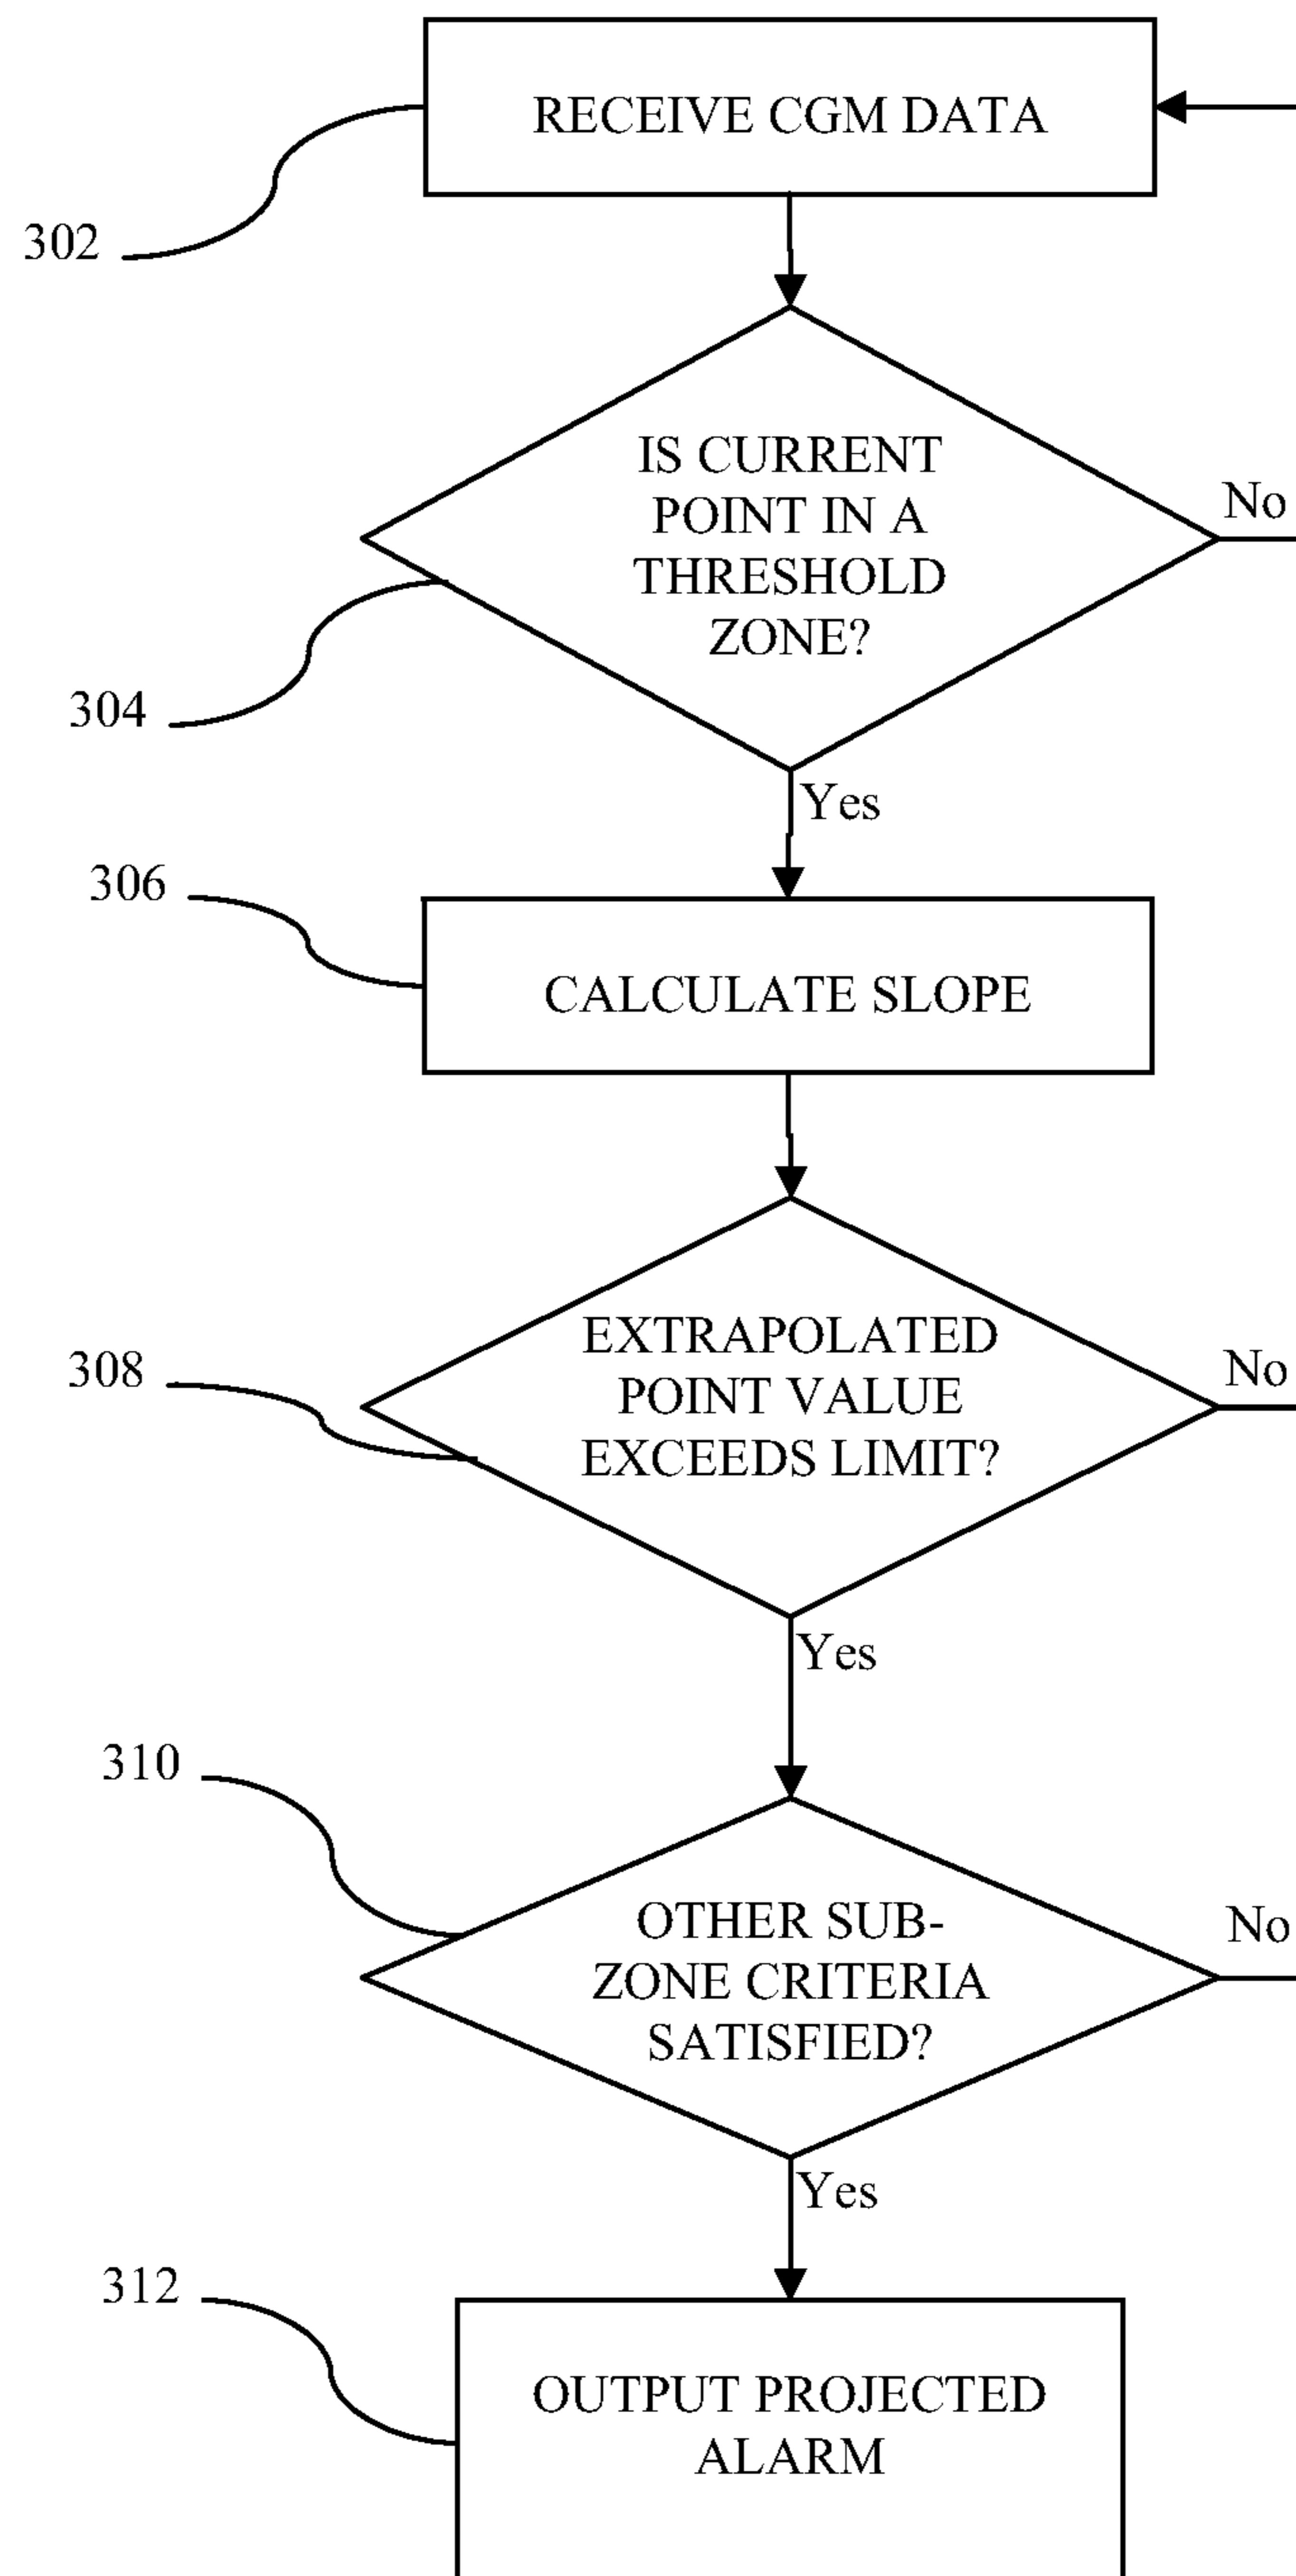 RECEIVE CGM DATA
302
IS CURRENT
POINT IN A
THRESHOLD
ZONE?
No
304
Yes
306
CALCULATE SLOPE
308
EXTRAPOLATED
POINT VALUE
EXCEEDS LIMIT?
No
Yes
310
OTHER SUB-
ZONE CRITERIA
SATISFIED?
No
Yes
312
OUTPUT PROJECTED
ALARM